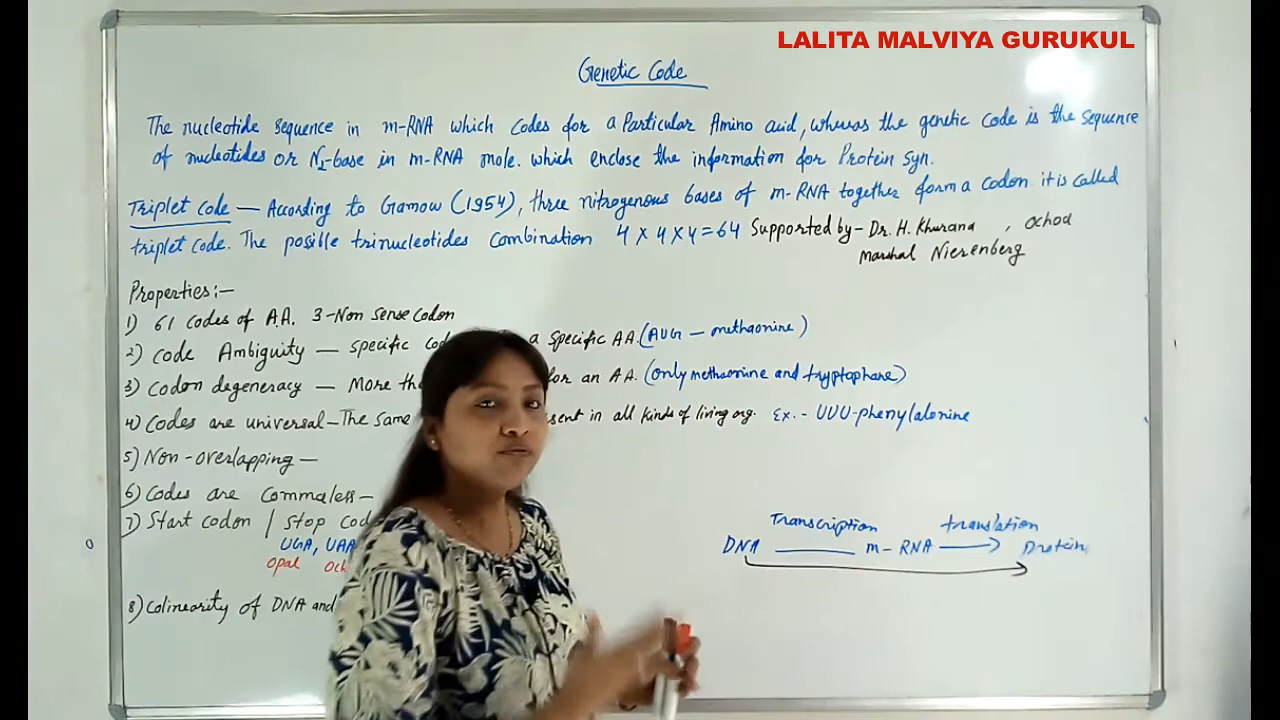 LALITA MALVIYA GURUKUL
Genetic Code
The nucleotide sequence in m-RNA which codes for a Particular Amino acid, whereas the genetic code is the sequence
of nucleotides or N2-base in m-RNA mole. which enclose the information for Protein Syn.
Triplet code — According to Gamow (1954), three nitrogenous bases of m-RNA together form a codon it is called
triplet code. The possible trinucleotides combination 4 x 4 x 4 = 64 Supported by - Dr. H. Khurana , Ochoa
Marshal Nierenberg
Properties:—
1) 61 codes of A.A. 3-Non sense Codon
2) Code Ambiguity — specific a specific AA. (AUG — methaonine)
3) Codon degeneracy — More for an AA. (only methaonine and tryptophane)
4) Codes are universal — The same in all kinds of living org. Ex.- UUU-phenylalonine
5) Non-overlapping —
6) Codes are Commaless —
7) Start codon / Stop
UGA, UAA
Opal
8) Colinearity of DNA and
Transcription translation
DNA m-RNA Protein